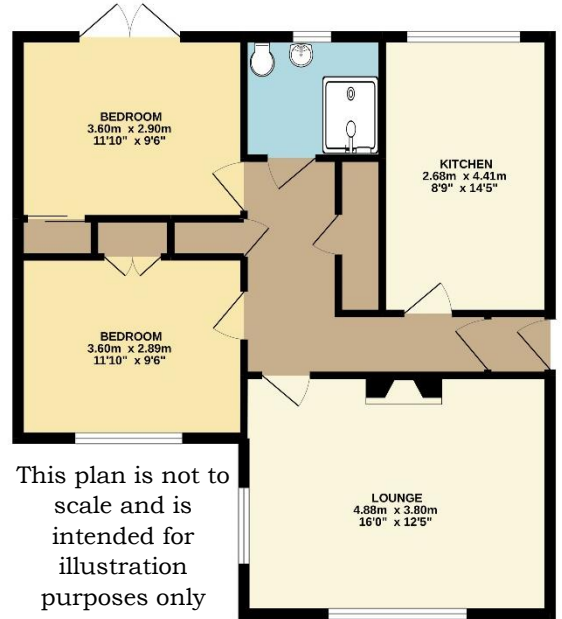 BEDROOM
3.60m x 2.90m
11'10" x 9'6"
KITCHEN
2.68m x 4.41m
8'9" x 14'5"
BEDROOM
3.60m x 2.89m
11'10" x 9'6"
LOUNGE
4.88m x 3.80m
16'0" x 12'5"
This plan is not to
scale and is
intended for
illustration
purposes only